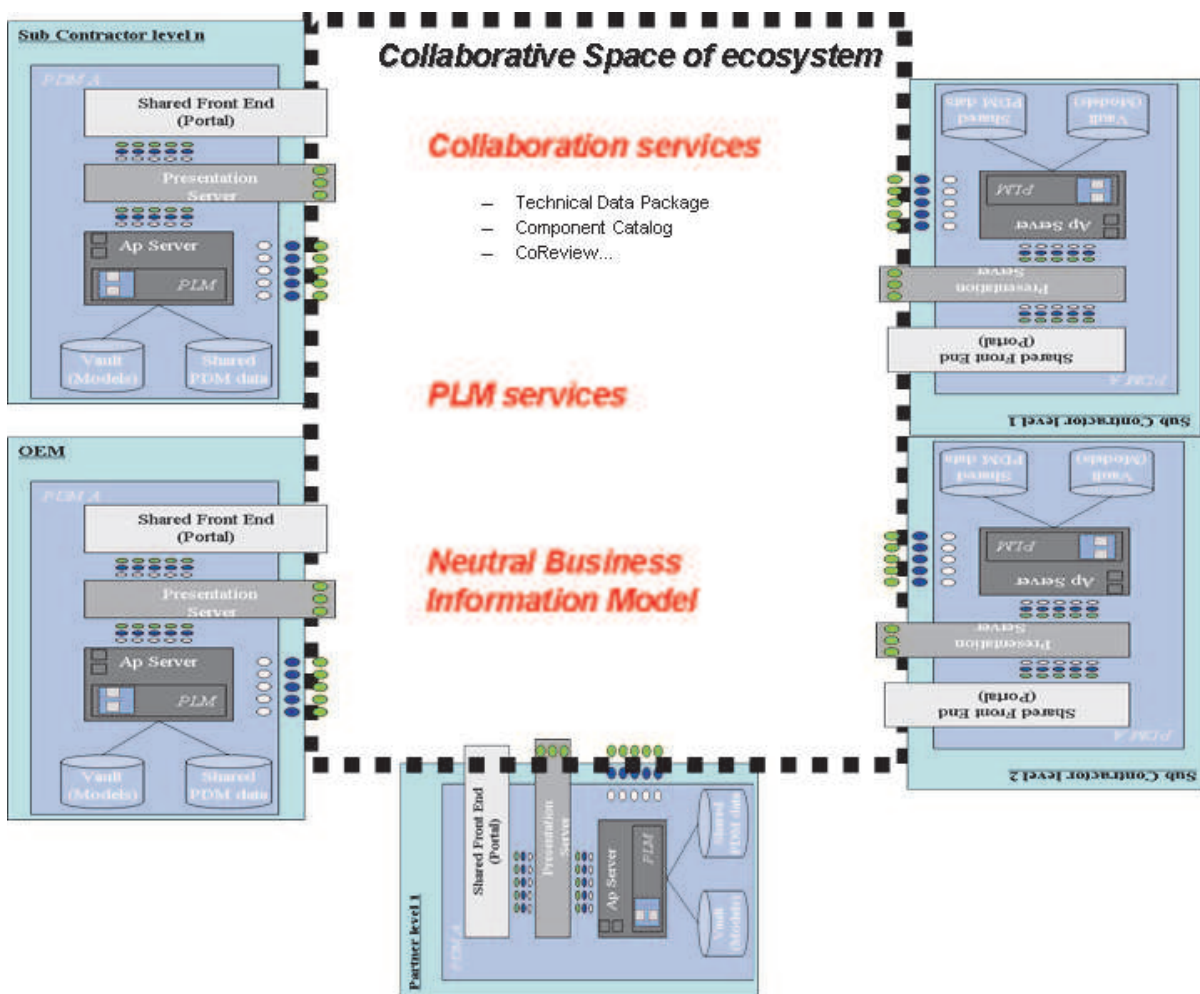 Collaborative Space of ecosystem
Collaboration services
– Technical Data Package
– Component Catalog
– CoReview...
PLM services
Neutral Business
Information Model
Sub Contractor level n
PDM A
Shared Front End
(Portal)
Presentation
Server
Ap Server
PLM
Vault
(Models)
Shared
PDM data
OEM
PDM A
Shared Front End
(Portal)
Presentation
Server
Ap Server
PLM
Vault
(Models)
Shared
PDM data
Partner level 1
PDM A
Shared Front End
(Portal)
Presentation
Server
Ap Server
PLM
Shared
PDM data
Vault
(Models)
Sub Contractor level 1
PDM A
Shared Front End
(Portal)
Presentation
Server
Ap Server
PLM
Vault
(Models)
Shared
PDM data
Sub Contractor level 2
PDM A
Shared Front End
(Portal)
Presentation
Server
Ap Server
PLM
Vault
(Models)
Shared
PDM data